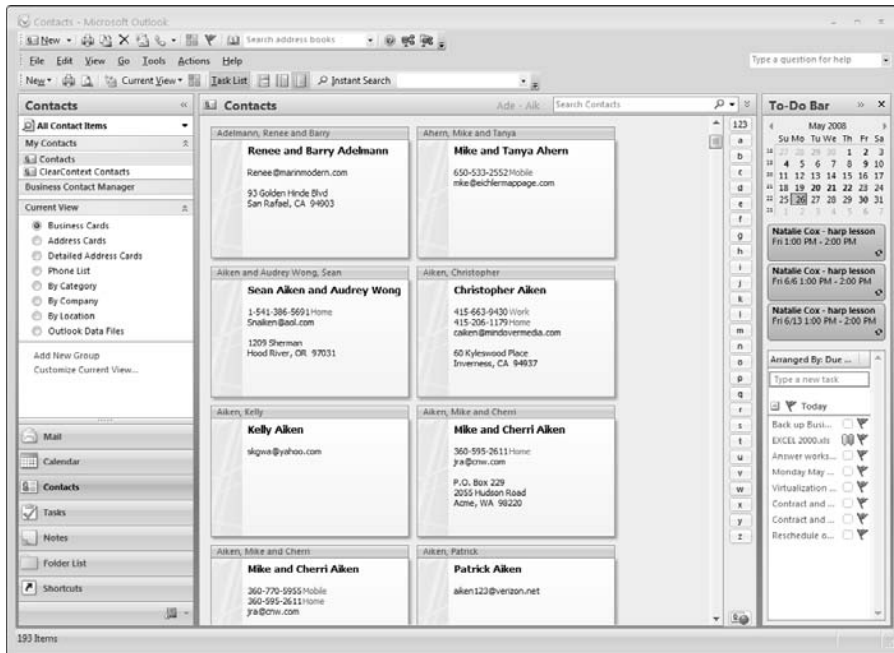 Contacts - Microsoft Outlook
New
Search address books
File Edit View Go Tools Actions Help
Type a question for help
New Current View Task List Instant Search
Contacts
All Contact Items
My Contacts
Contacts
ClearContext Contacts
Business Contact Manager
Current View
Business Cards
Address Cards
Detailed Address Cards
Phone List
By Category
By Company
By Location
Outlook Data Files
Add New Group
Customize Current View...
Mail
Calendar
Contacts
Tasks
Notes
Folder List
Shortcuts
193 Items
Contacts Ade - Aik Search Contacts
Adelmann, Renee and Barry
Renee and Barry Adelmann
Renee@marinmodern.com
93 Golden Hinde Blvd
San Rafael, CA 94903
Ahern, Mike and Tanya
Mike and Tanya Ahern
650-533-2552 Mobile
mke@eichlermappage.com
Aiken and Audrey Wong, Sean
Sean Aiken and Audrey Wong
1-541-386-5691 Home
Snaiken@aol.com
1209 Sherman
Hood River, OR 97031
Aiken, Christopher
Christopher Aiken
415-663-9430 Work
415-206-1179 Home
caiken@mindovermedia.com
60 Kyleswood Place
Inverness, CA 94937
Aiken, Kelly
Kelly Aiken
skgwa@yahoo.com
Aiken, Mike and Cherri
Mike and Cherri Aiken
360-595-2611 Home
jra@cnw.com
P.O. Box 229
2055 Hudson Road
Acme, WA 98220
Aiken, Mike and Cherri
Mike and Cherri Aiken
360-770-5955 Mobile
360-595-2611 Home
jra@cnw.com
Aiken, Patrick
Patrick Aiken
aiken123@verizon.net
123
a
b
c
d
e
f
g
h
i
j
k
l
m
n
o
p
q
r
s
t
u
v
w
x
y
z
To-Do Bar
May 2008
Su Mo Tu We Th Fr Sa
18 27 28 29 30 1 2 3
19 4 5 6 7 8 9 10
20 11 12 13 14 15 16 17
21 18 19 20 21 22 23 24
22 25 26 27 28 29 30 31
23 1 2 3 4 5 6 7
Natalie Cox - harp lesson
Fri 1:00 PM - 2:00 PM
Natalie Cox - harp lesson
Fri 6/6 1:00 PM - 2:00 PM
Natalie Cox - harp lesson
Fri 6/13 1:00 PM - 2:00 PM
Arranged By: Due ...
Type a new task
Today
Back up Busi...
EXCEL 2000.xls
Answer works...
Monday May ...
Virtualization ...
Contract and ...
Contract and ...
Reschedule o...